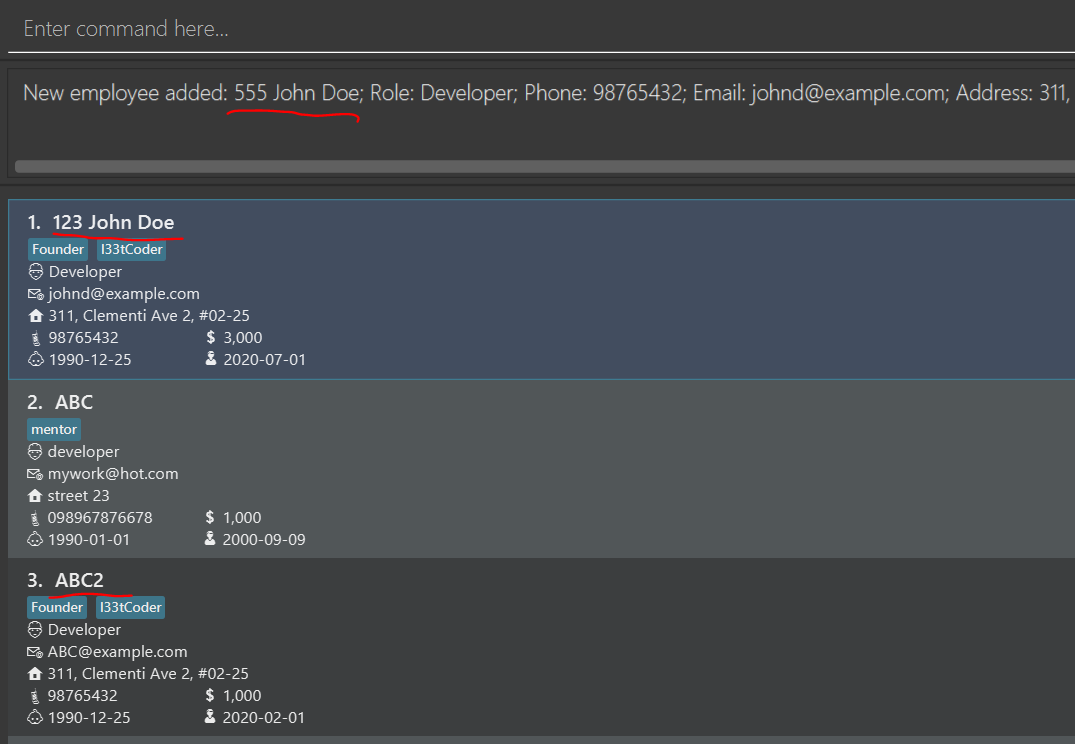 Enter command here...
New employee added: 555 John Doe; Role: Developer; Phone: 98765432; Email: johnd@example.com; Address: 311,
1. 123 John Doe
Founder l33tCoder
Developer
johnd@example.com
311, Clementi Ave 2, #02-25
98765432 $ 3,000
1990-12-25 2020-07-01
2. ABC
mentor
developer
mywork@hot.com
street 23
098967876678 $ 1,000
1990-01-01 2000-09-09
3. ABC2
Founder l33tCoder
Developer
ABC@example.com
311, Clementi Ave 2, #02-25
98765432 $ 1,000
1990-12-25 2020-02-01